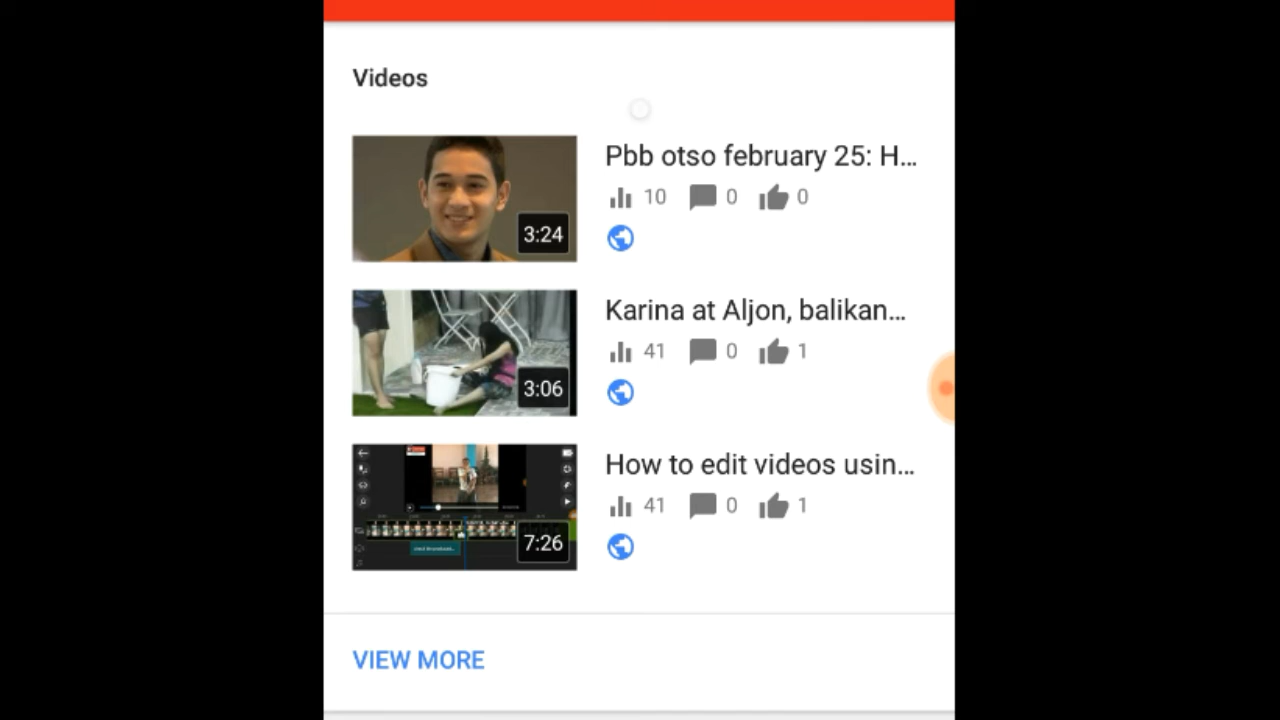 Videos
Pbb otso february 25: H...
10 0 0
3:24
Karina at Aljon, balikan...
41 0 1
3:06
How to edit videos usin...
41 0 1
7:26
VIEW MORE